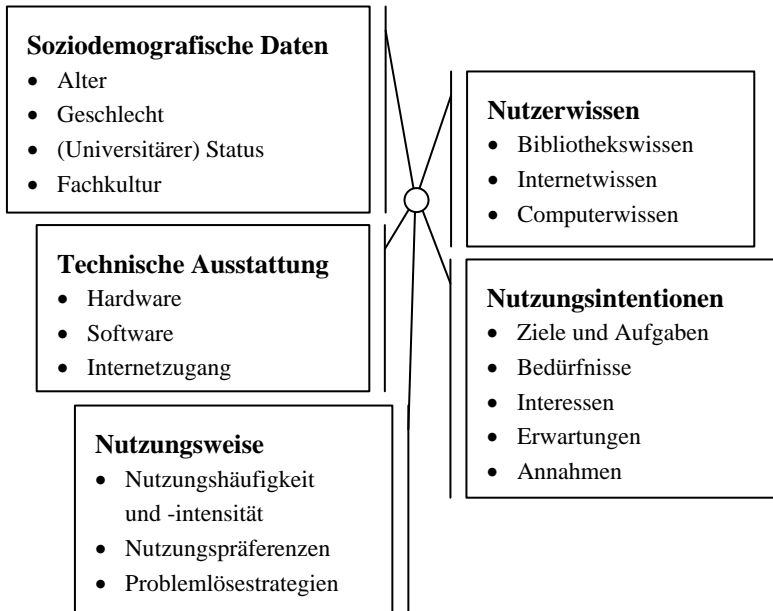 Soziodemografische Daten
• Alter
• Geschlecht
• (Universitärer) Status
• Fachkultur
Technische Ausstattung
• Hardware
• Software
• Internetzugang
Nutzungsweise
• Nutzungshäufigkeit
und -intensität
• Nutzungspräferenzen
• Problemlösestrategien
Nutzerwissen
• Bibliothekswissen
• Internetwissen
• Computerwissen
Nutzungsintentionen
• Ziele und Aufgaben
• Bedürfnisse
• Interessen
• Erwartungen
• Annahmen